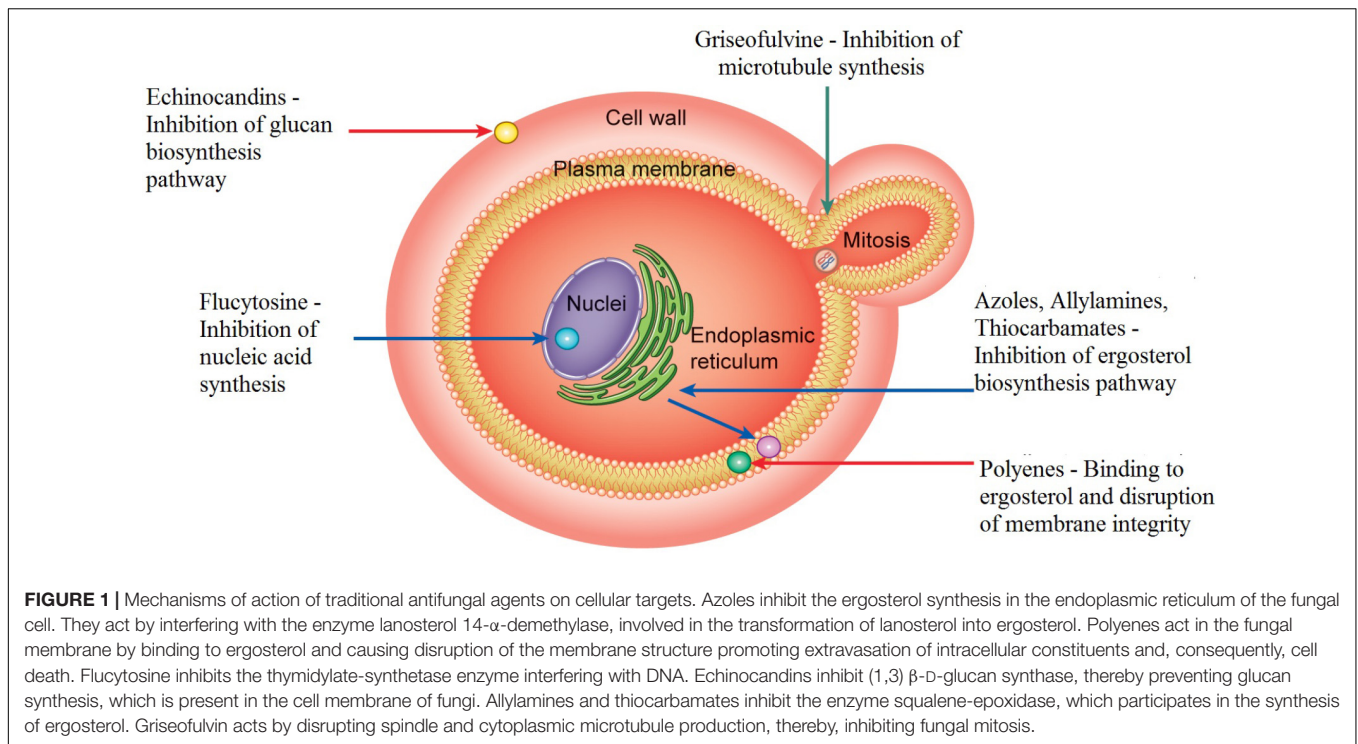 Griseofulvine - Inhibition of
microtubule synthesis
Echinocandins -
Inhibition of glucan
biosynthesis
pathway
Cell wall
Plasma membrane
Mitosis
Flucytosine -
Inhibition of
nucleic acid
synthesis
Nuclei
Endoplasmic
reticulum
Azoles, Allylamines,
Thiocarbamates -
Inhibition of ergosterol
biosynthesis pathway
Polyenes - Binding to
ergosterol and disruption
of membrane integrity
FIGURE 1 | Mechanisms of action of traditional antifungal agents on cellular targets. Azoles inhibit the ergosterol synthesis in the endoplasmic reticulum of the fungal
cell. They act by interfering with the enzyme lanosterol 14-α-demethylase, involved in the transformation of lanosterol into ergosterol. Polyenes act in the fungal
membrane by binding to ergosterol and causing disruption of the membrane structure promoting extravasation of intracellular constituents and, consequently, cell
death. Flucytosine inhibits the thymidylate-synthetase enzyme interfering with DNA. Echinocandins inhibit (1,3) β-D-glucan synthase, thereby preventing glucan
synthesis, which is present in the cell membrane of fungi. Allylamines and thiocarbamates inhibit the enzyme squalene-epoxidase, which participates in the synthesis
of ergosterol. Griseofulvin acts by disrupting spindle and cytoplasmic microtubule production, thereby, inhibiting fungal mitosis.